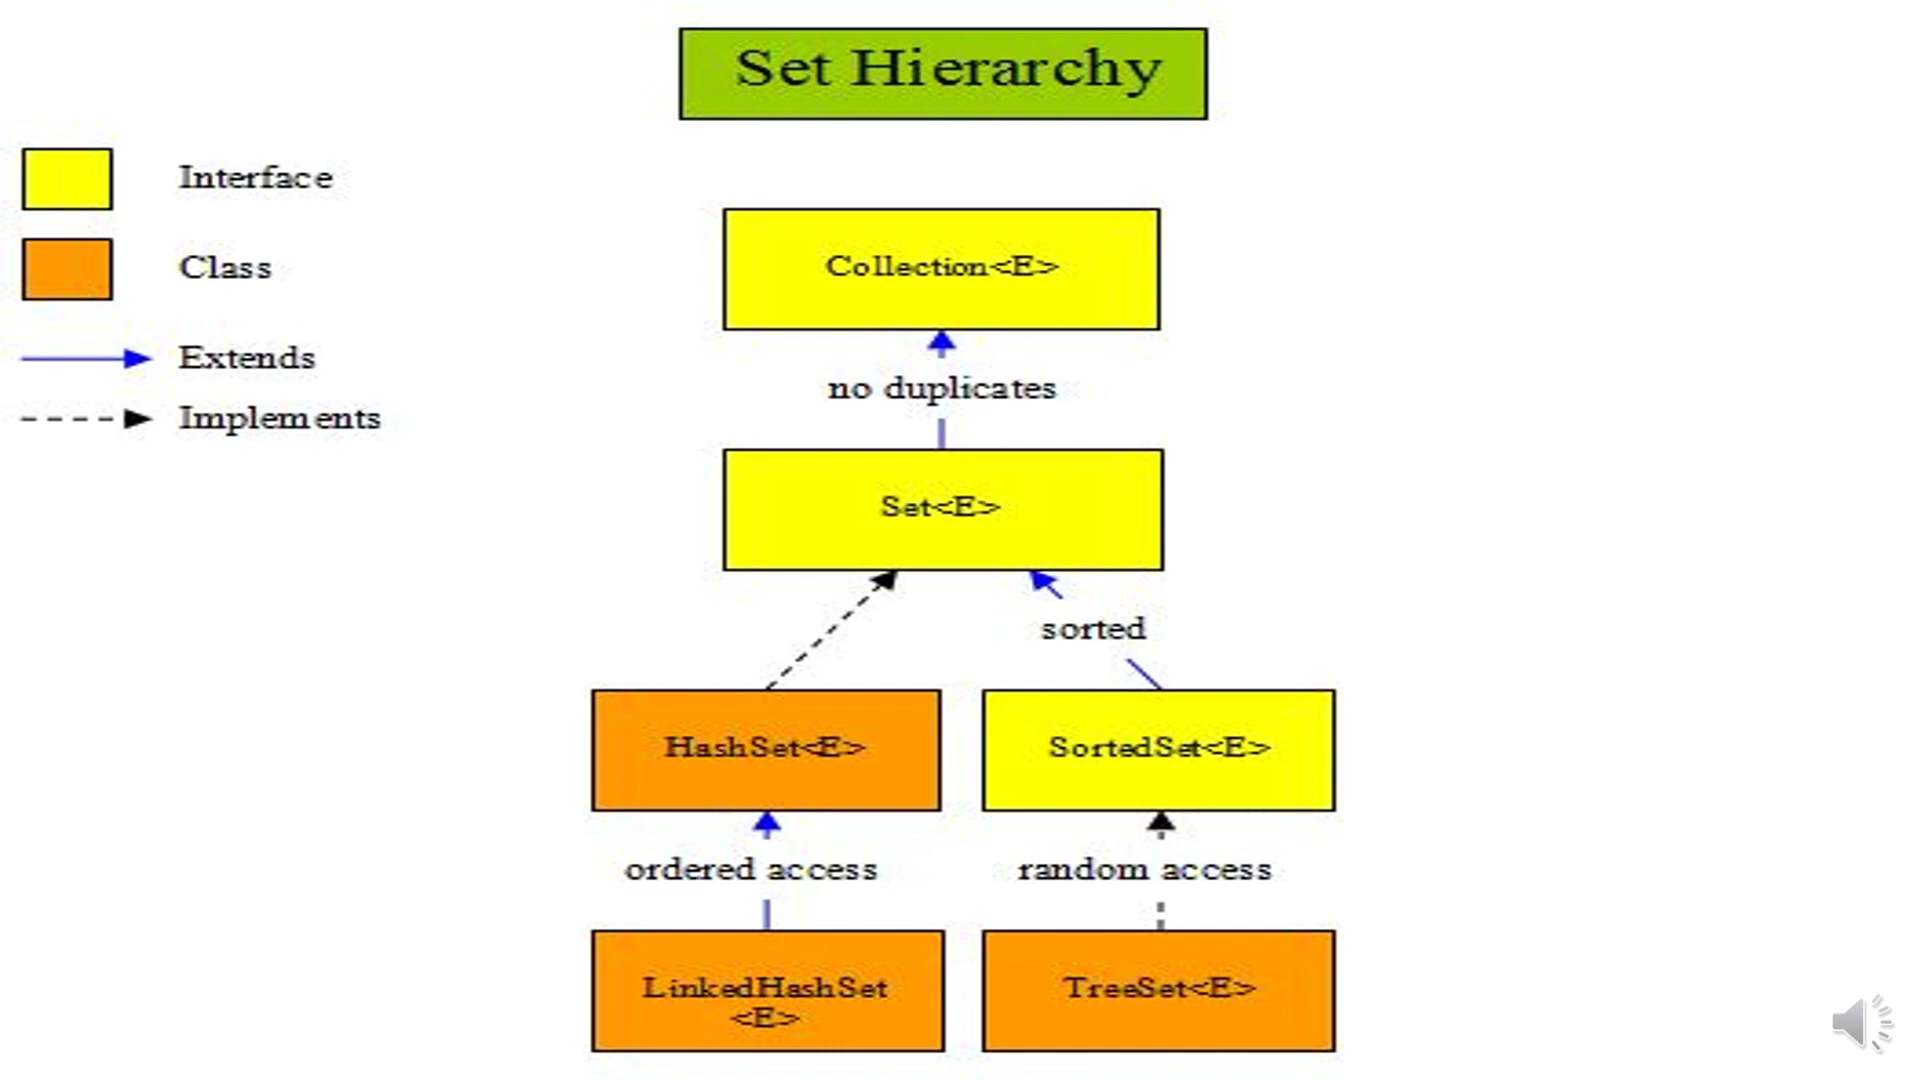 Set Hierarchy
Interface
Class
Extends
Implements
Collection<E>
no duplicates
Set<E>
sorted
HashSet<E>
SortedSet<E>
ordered access
random access
LinkedHashSet
<E>
TreeSet<E>